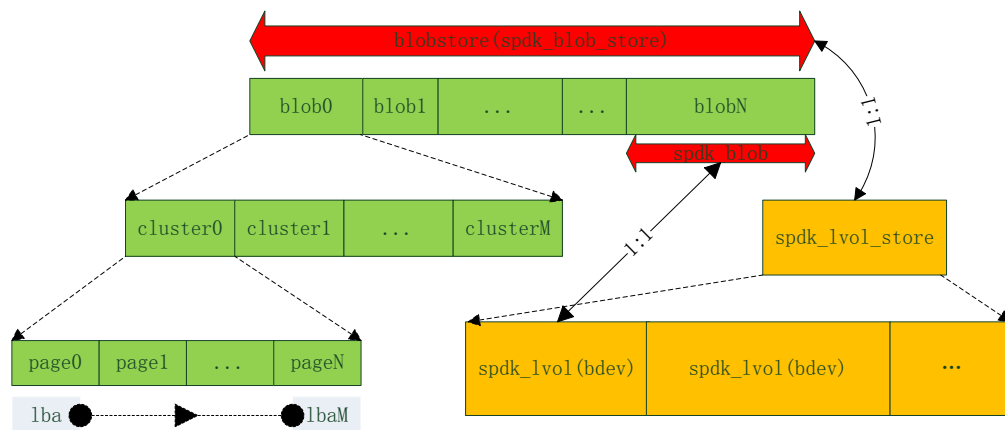 blobstore(spdk_blob_store)
blob0 blob1 ... ... blobN
1:1
spdk_blob
cluster0 cluster1 ... clusterM
spdk_lvol_store
1:1
page0 page1 ... pageN
spdk_lvol(bdev) spdk_lvol(bdev) ...
lba lbaM